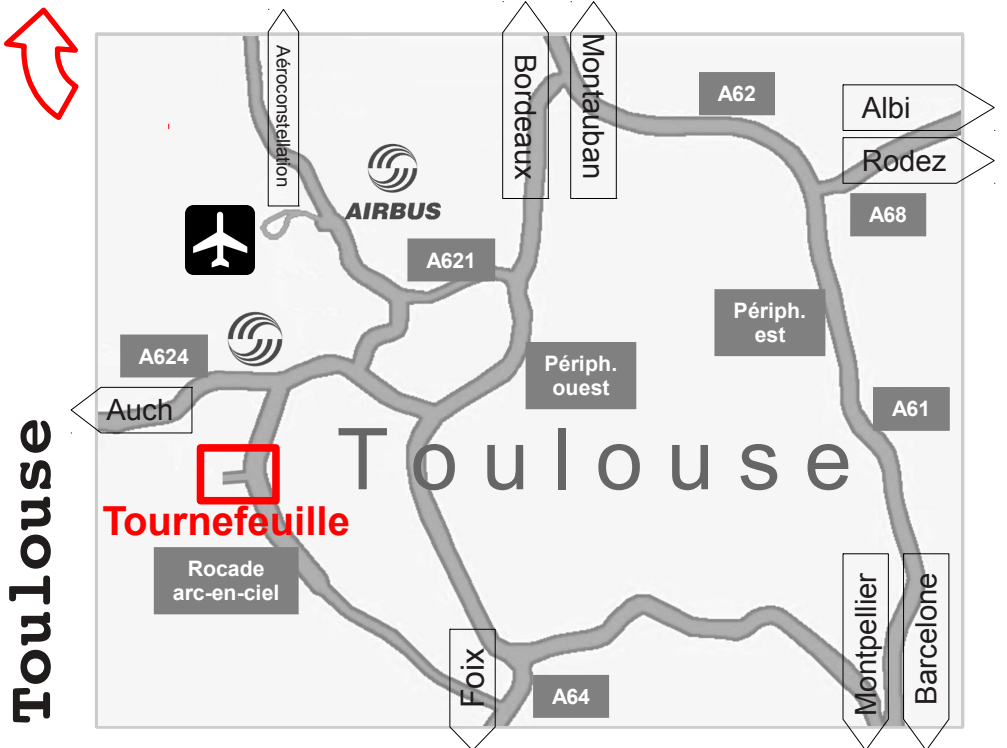 Aéroconstellation
Bordeaux
Montauban
A62
Albi
Rodez
A68
AIRBUS
A621
Périph.
est
A624
Périph.
ouest
Auch
A61
Toulouse
Tournefeuille
Rocade
arc-en-ciel
Toulouse
Foix
A64
Montpellier
Barcelone